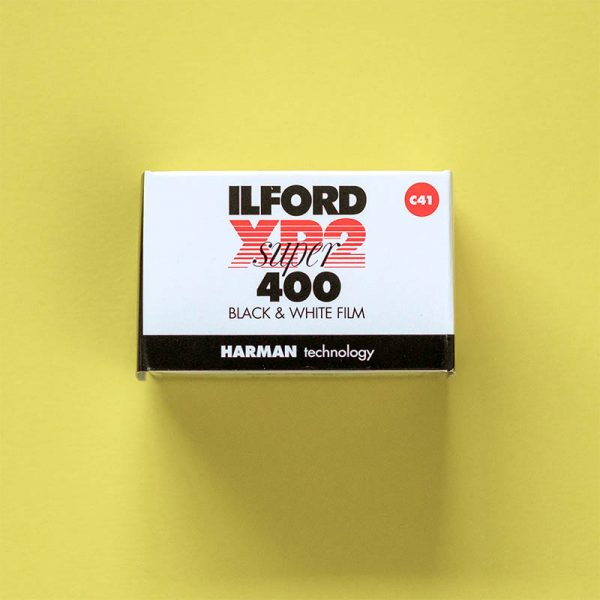 ILFORD
C41
XP2
super
400
BLACK & WHITE FILM
HARMAN technology